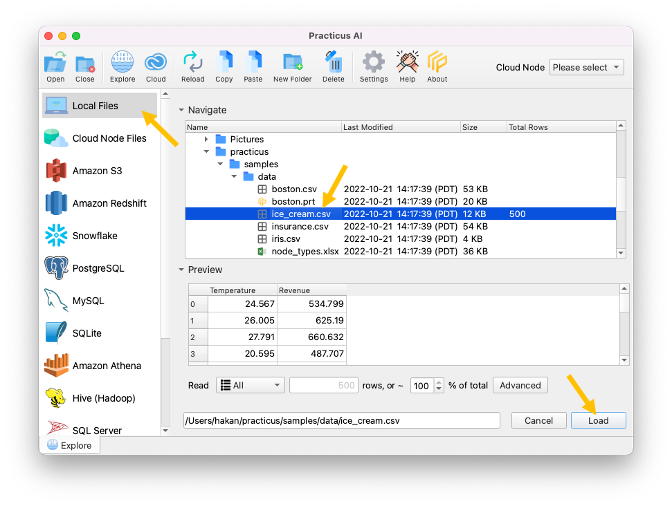 Practicus AI
Open Close Explore Cloud Reload Copy Paste New Folder Delete Settings Help About Cloud Node Please select
Local Files
Cloud Node Files
Amazon S3
Amazon Redshift
Snowflake
PostgreSQL
MySQL
SQLite
Amazon Athena
Hive (Hadoop)
SQL Server
Navigate
Name Last Modified Size Total Rows
Pictures
practicus
samples
data
boston.csv 2022-10-21 14:17:39 (PDT) 53 KB
boston.prt 2022-10-21 14:17:39 (PDT) 20 KB
ice_cream.csv 2022-10-21 14:17:39 (PDT) 12 KB 500
insurance.csv 2022-10-21 14:17:39 (PDT) 54 KB
iris.csv 2022-10-21 14:17:39 (PDT) 4 KB
node_types.xlsx 2022-10-21 14:17:39 (PDT) 36 KB
Preview
Temperature Revenue
0 24.567 534.799
1 26.005 625.19
2 27.791 660.632
3 20.595 487.707
Read All 500 rows, or ~ 100 % of total Advanced
/Users/hakan/practicus/samples/data/ice_cream.csv Cancel Load
Explore